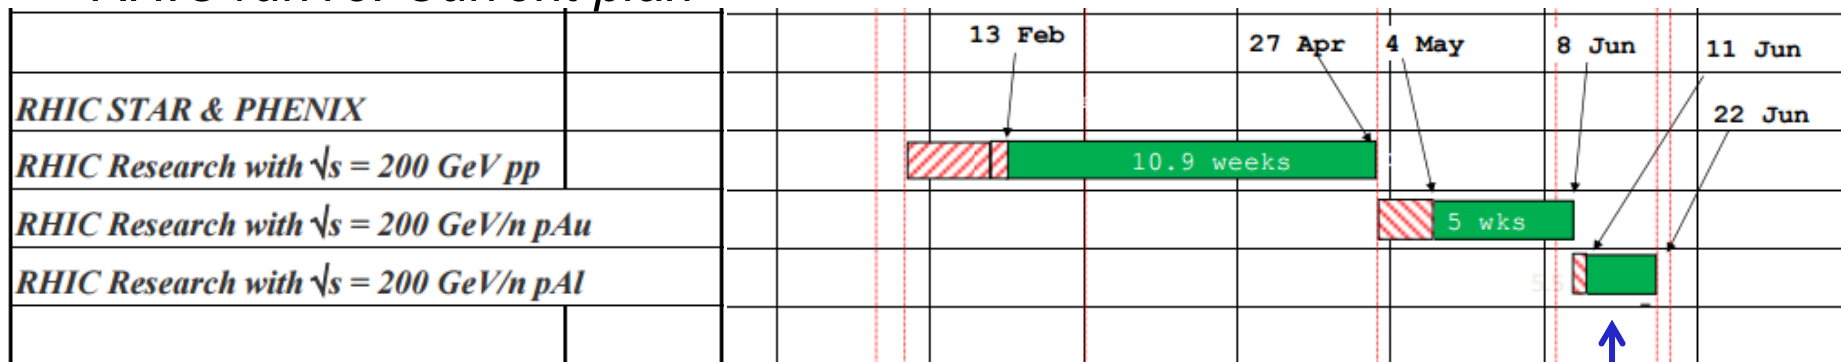 13 Feb
27 Apr
4 May
8 Jun
11 Jun
22 Jun
RHIC STAR & PHENIX
RHIC Research with √s = 200 GeV pp
10.9 weeks
RHIC Research with √s = 200 GeV/n pAu
5 wks
RHIC Research with √s = 200 GeV/n pAl